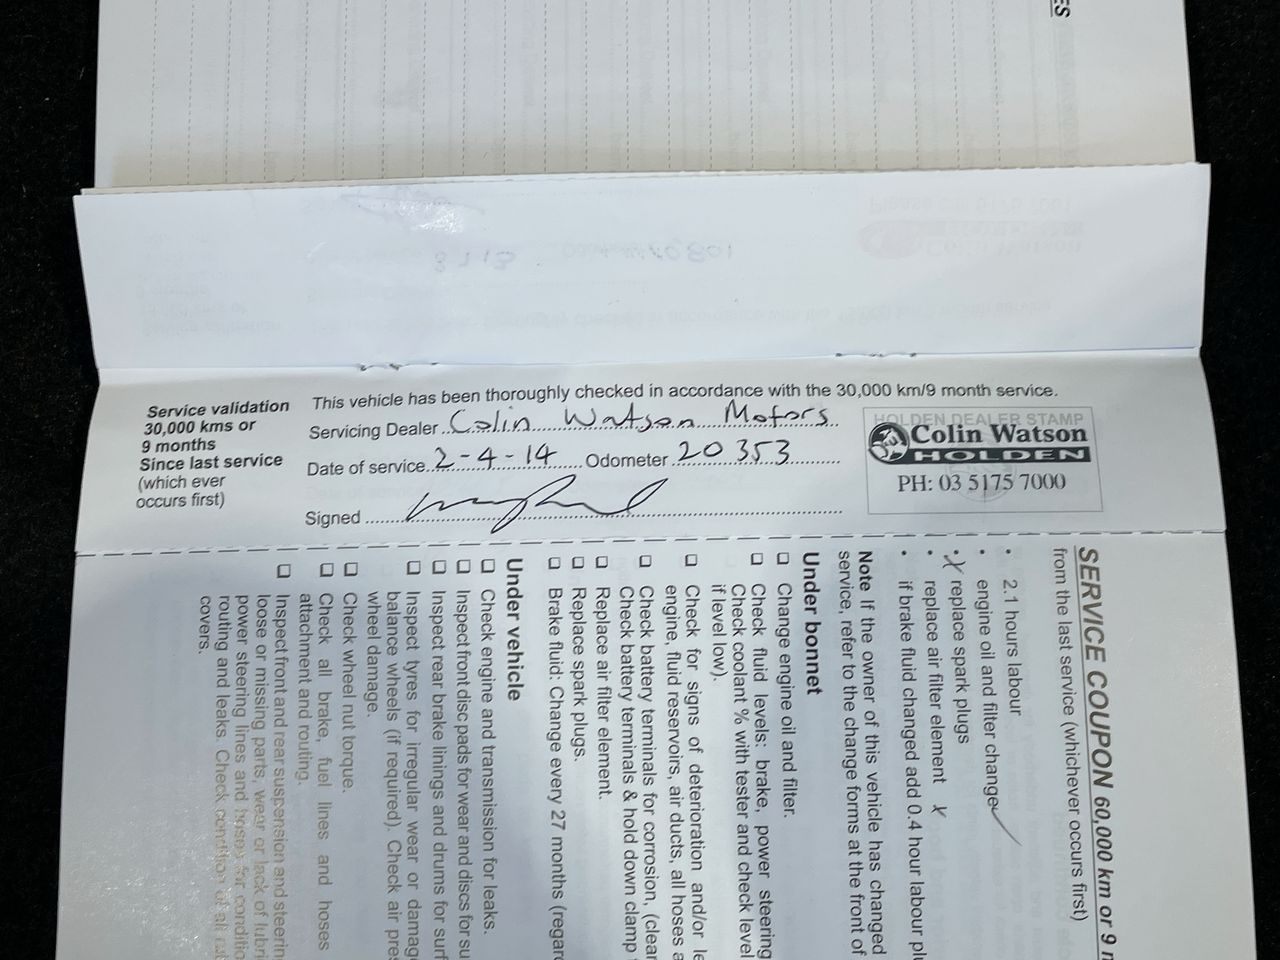 ES
Service validation
30,000 kms or
9 months
Since last service
(which ever
occurs first)
This vehicle has been thoroughly checked in accordance with the 30,000 km/9 month service.
Servicing Dealer Colin Watson Motors
Date of service 2-4-14 Odometer 20 353
Signed
HOLDEN DEALER STAMP
Colin Watson
HOLDEN
PH: 03 5175 7000
SERVICE COUPON 60,000 km or 9
from the last service (whichever occurs first)
• 2.1 hours labour
• engine oil and filter change ✓
• X replace spark plugs
• replace air filter element X
• if brake fluid changed add 0.4 hour labour
Note If the owner of this vehicle has changed
service, refer to the change forms at the front of
Under bonnet
☐ Change engine oil and filter.
☐ Check fluid levels: brake, power steering
Check coolant % with tester and check level
if level low).
☐ Check for signs of deterioration and/or
engine, fluid reservoirs, air ducts, all hoses
☐ Check battery terminals for corrosion, (clean
Check battery terminals & hold down clamp
☐ Replace air filter element.
☐ Replace spark plugs.
☐ Brake fluid: Change every 27 months
Under vehicle
☐ Check engine and transmission for leaks.
☐ Inspect front disc pads for wear and discs for
☐ Inspect rear brake linings and drums for
☐ Inspect tyres for irregular wear or
balance wheels (if required). Check air
wheel damage.
☐ Check wheel nut torque.
☐ Check all brake, fuel lines and hoses
attachment and routing.
☐ Inspect front and rear suspension and
loose or missing parts, wear or lack of
power steering lines and hoses for
routing and leaks. Check condition of all
covers.